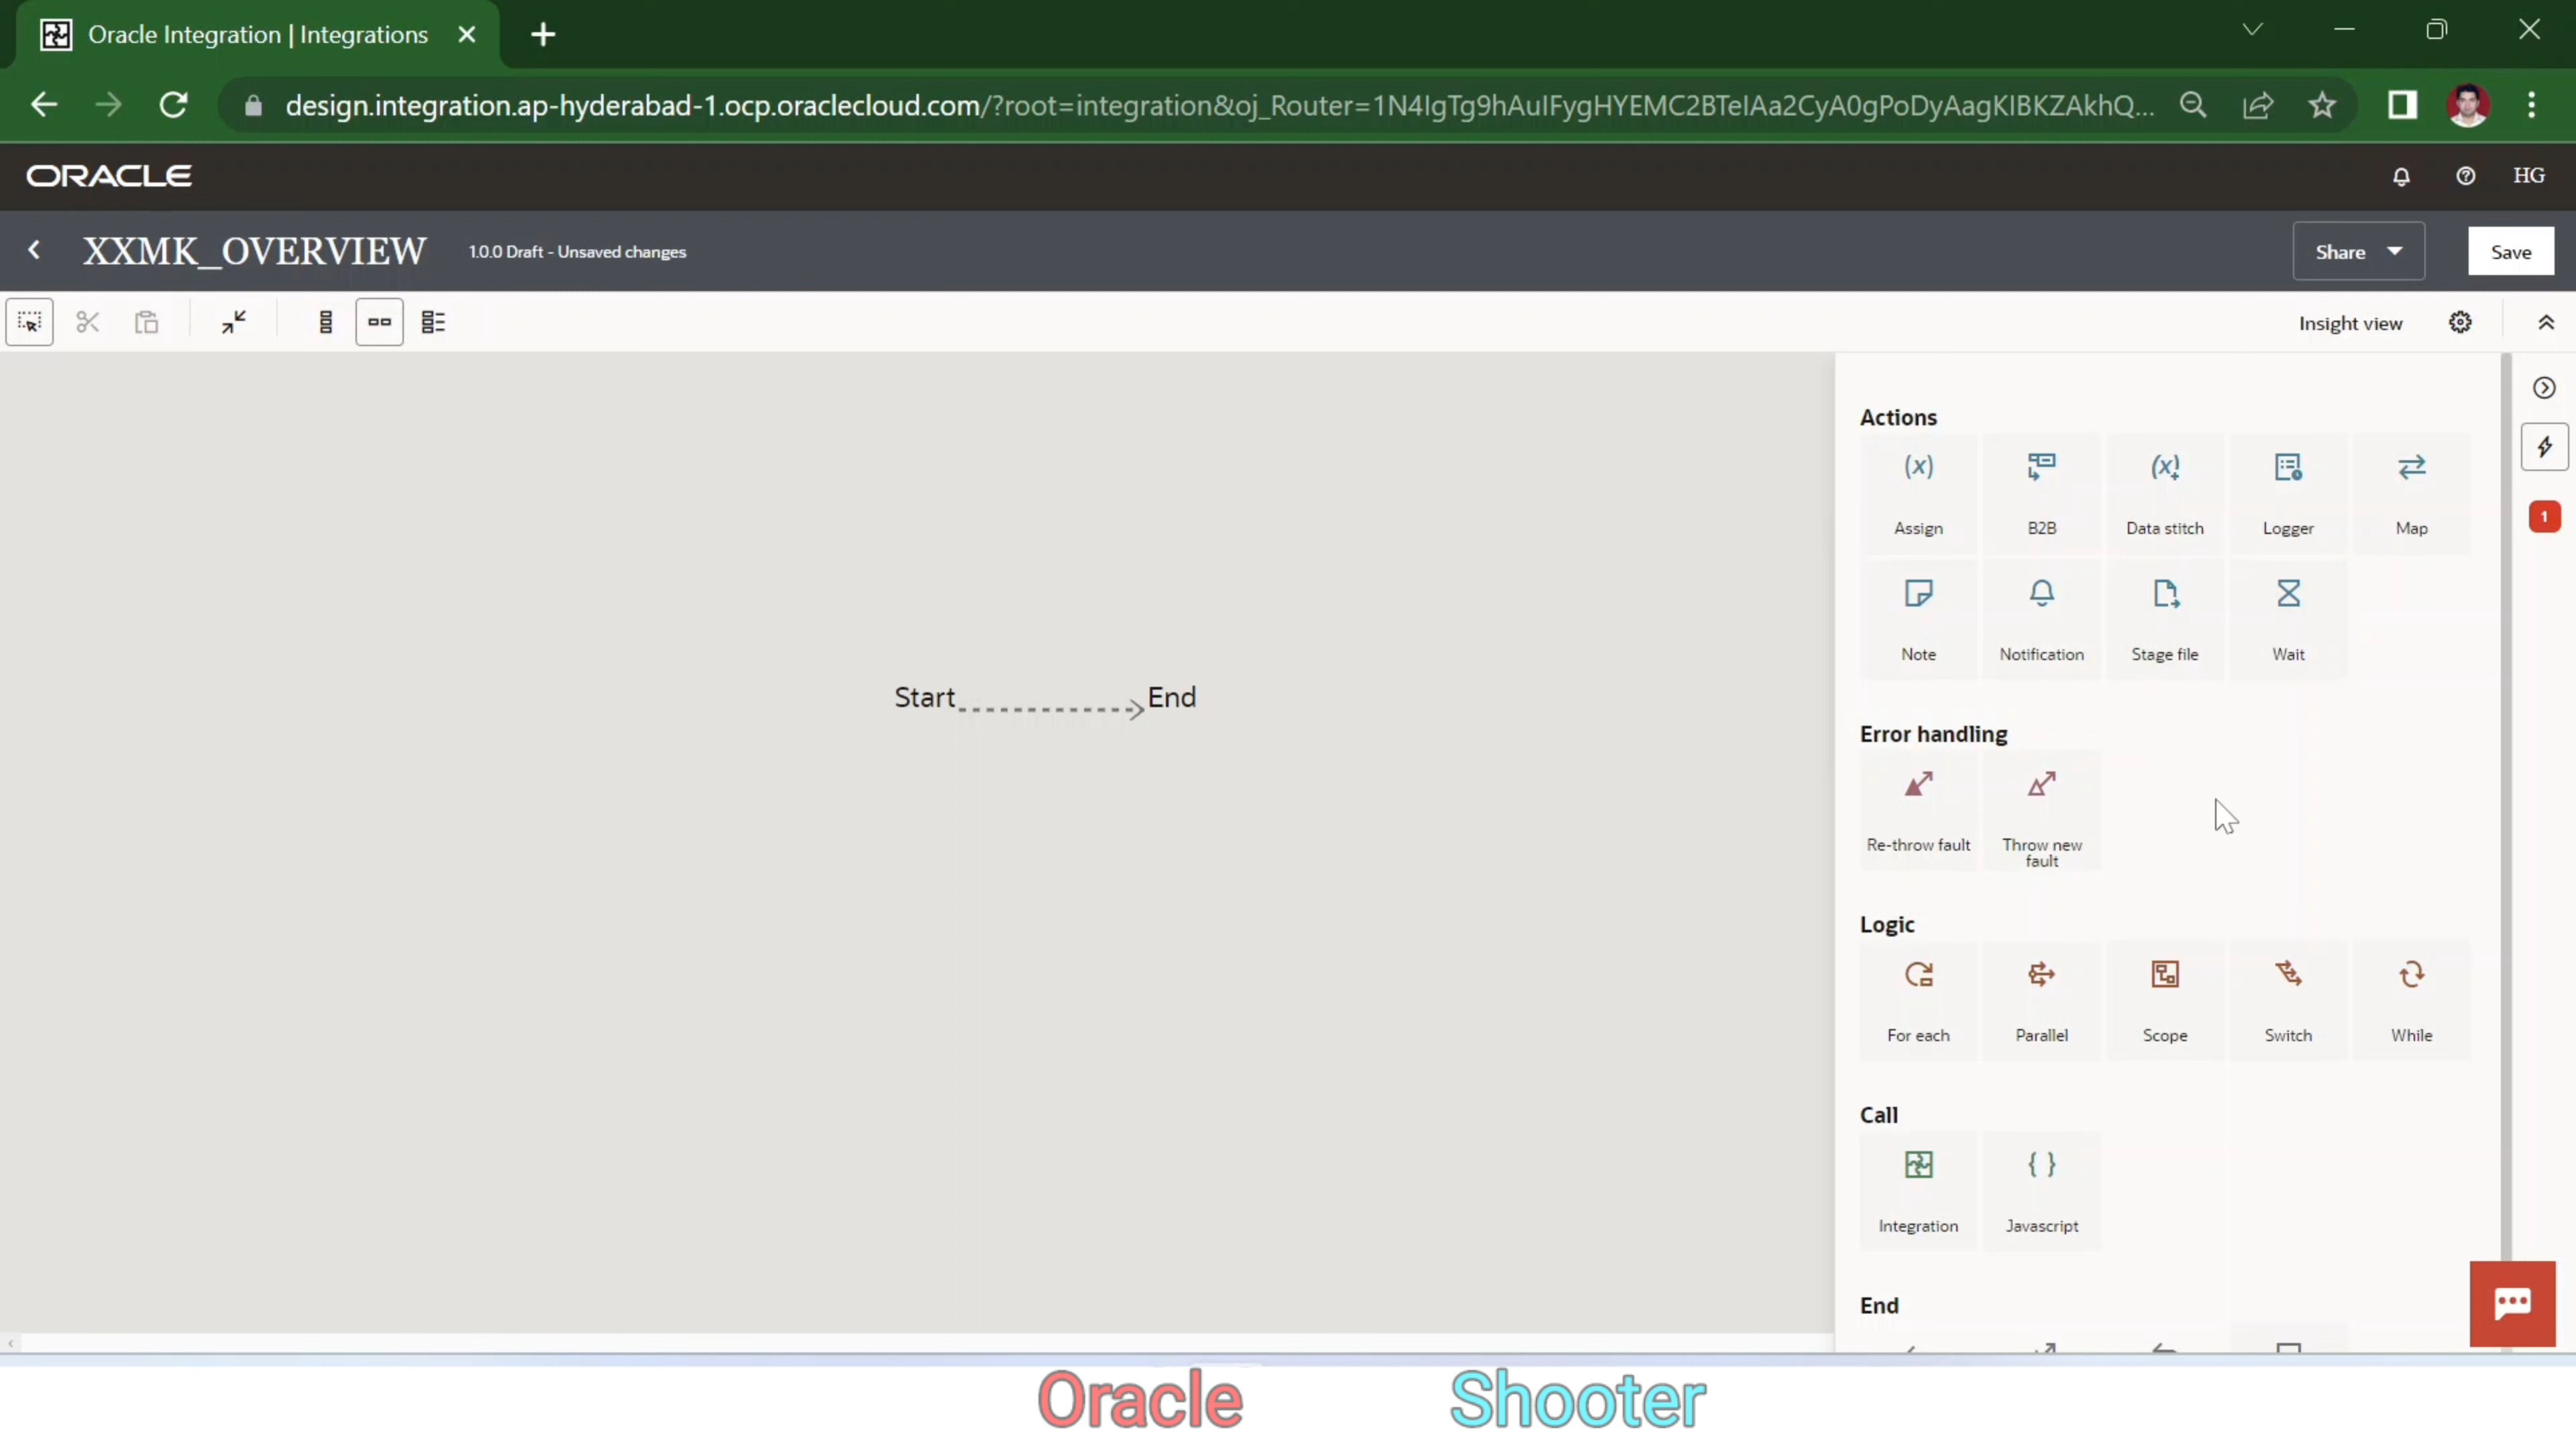 Oracle Integration | Integrations
design.integration.ap-hyderabad-1.ocp.oraclecloud.com/?root=integration&oj_Router=1N4IgTg9hAuIFygHYEMC2BTeIAa2CyA0gPoDyAagKIBKZAkhQ...
ORACLE
HG
XXMK_OVERVIEW 1.0.0 Draft - Unsaved changes
Share
Save
Insight view
Actions
Assign B2B Data stitch Logger Map
1
Note Notification Stage file Wait
Start End
Error handling
Re-throw fault Throw new
fault
Logic
For each Parallel Scope Switch While
Call
Integration Javascript
End
Oracle Shooter